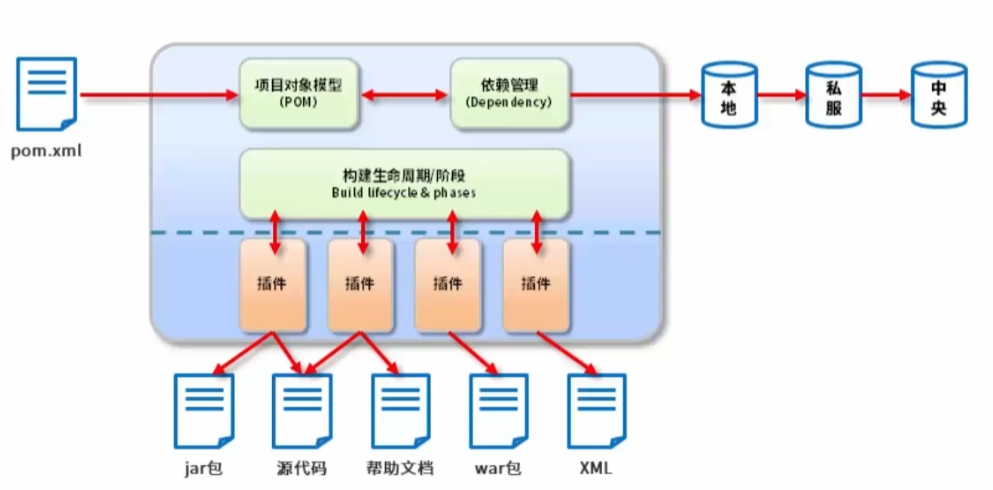 pom.xml
项目对象模型
(POM)
依赖管理
(Dependency)
本
地
私
服
中
央
构建生命周期/阶段
Build lifecycle & phases
插件
插件
插件
插件
jar包
源代码
帮助文档
war包
XML